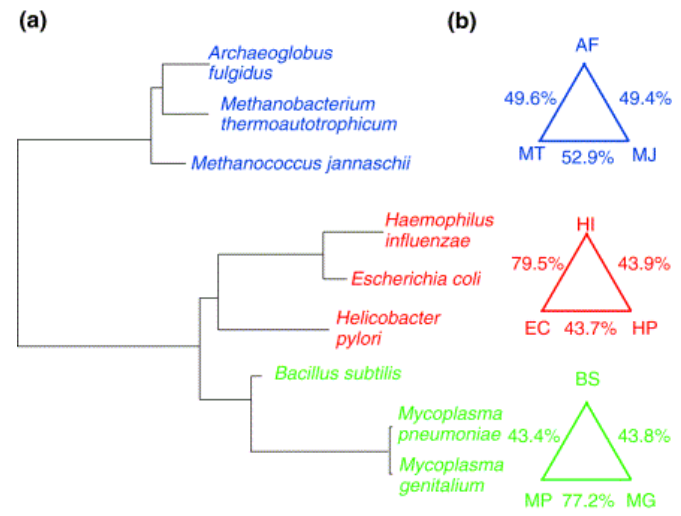 (a)
Archaeoglobus
fulgidus
Methanobacterium
thermoautotrophicum
Methanococcus jannaschii
Haemophilus
influenzae
Escherichia coli
Helicobacter
pylori
Bacillus subtilis
Mycoplasma
pneumoniae
Mycoplasma
genitalium
(b)
AF
49.6% 49.4%
MT 52.9% MJ
HI
79.5% 43.9%
EC 43.7% HP
BS
43.4% 43.8%
MP 77.2% MG